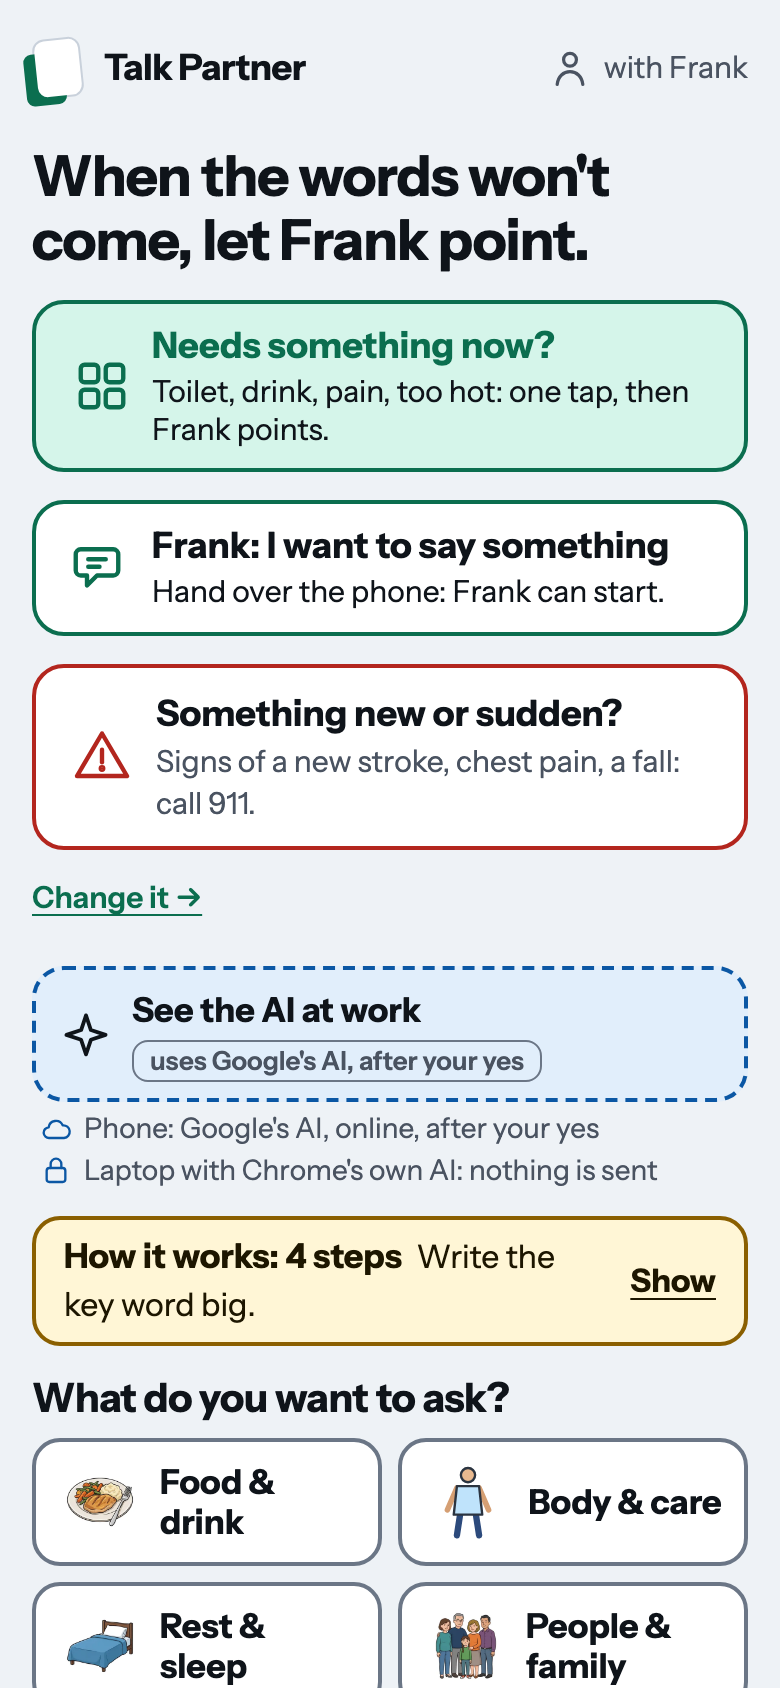 Talk Partner
with Frank
When the words won't
come, let Frank point.
Needs something now?
Toilet, drink, pain, too hot: one tap, then
Frank points.
Frank: I want to say something
Hand over the phone: Frank can start.
Something new or sudden?
Signs of a new stroke, chest pain, a fall:
call 911.
Change it →
See the AI at work
uses Google's AI, after your yes
Phone: Google's AI, online, after your yes
Laptop with Chrome's own AI: nothing is sent
How it works: 4 steps Write the
key word big.
Show
What do you want to ask?
Food &
drink
Body & care
Rest &
sleep
People &
family